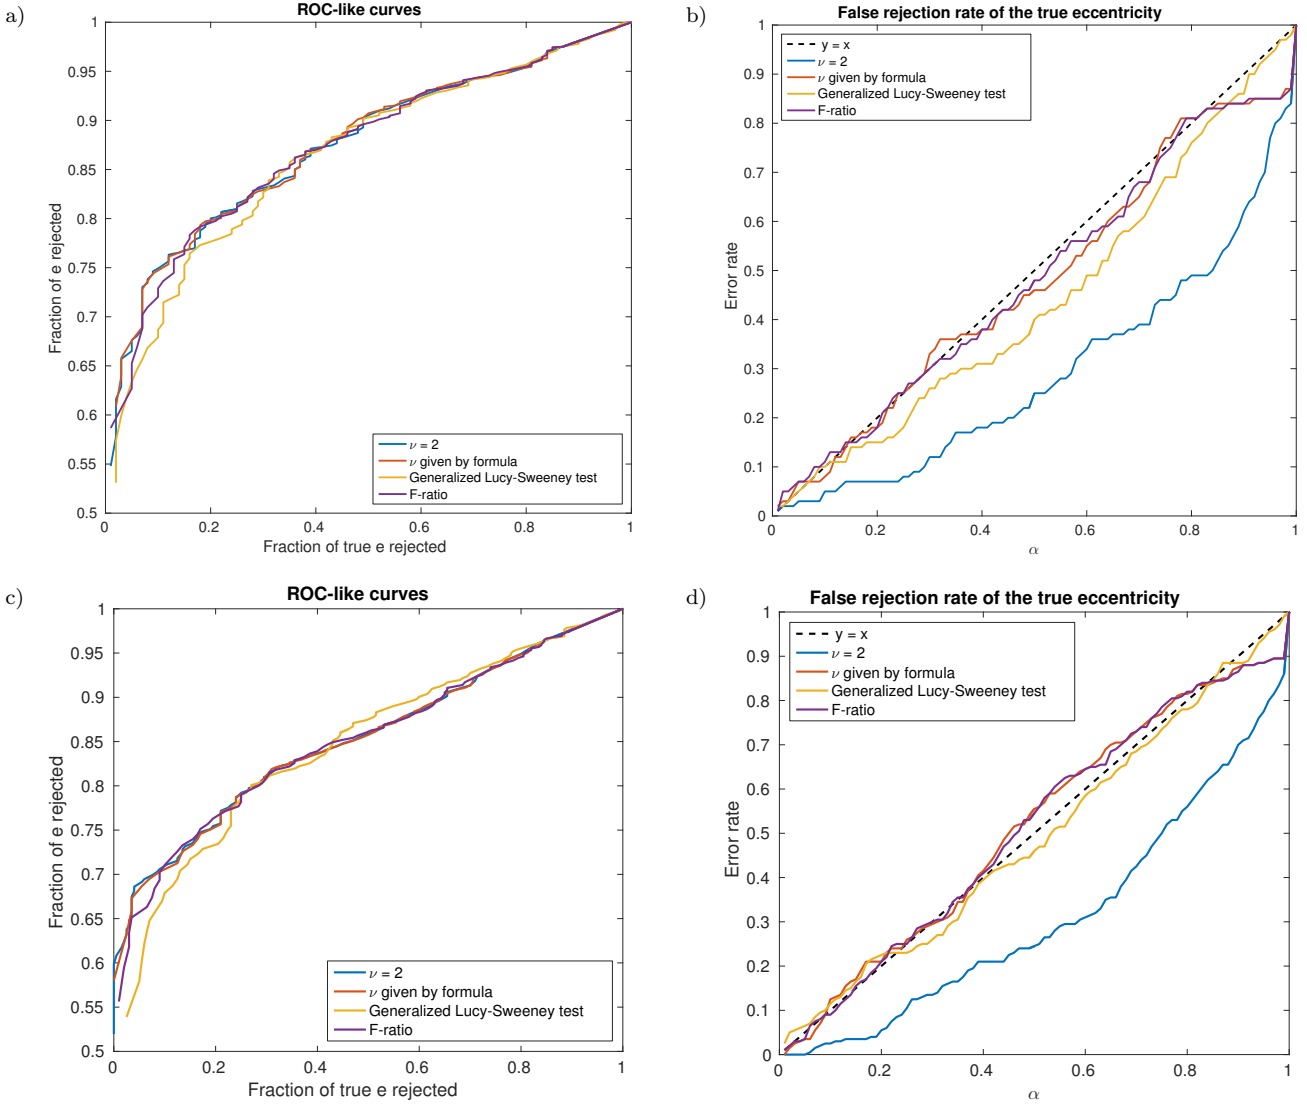 a)
ROC-like curves
1
0.95
0.9
0.85
0.8
0.75
0.7
0.65
0.6
0.55
0.5
Fraction of e rejected
ν = 2
ν given by formula
Generalized Lucy-Sweeney test
F-ratio
0 0.2 0.4 0.6 0.8 1
Fraction of true e rejected
b)
False rejection rate of the true eccentricity
1
0.9
0.8
0.7
0.6
0.5
0.4
0.3
0.2
0.1
0
Error rate
y = x
ν = 2
ν given by formula
Generalized Lucy-Sweeney test
F-ratio
0 0.2 0.4 0.6 0.8 1
α
c)
ROC-like curves
1
0.95
0.9
0.85
0.8
0.75
0.7
0.65
0.6
0.55
0.5
Fraction of e rejected
ν = 2
ν given by formula
Generalized Lucy-Sweeney test
F-ratio
0 0.2 0.4 0.6 0.8 1
Fraction of true e rejected
d)
False rejection rate of the true eccentricity
1
0.9
0.8
0.7
0.6
0.5
0.4
0.3
0.2
0.1
0
Error rate
y = x
ν = 2
ν given by formula
Generalized Lucy-Sweeney test
F-ratio
0 0.2 0.4 0.6 0.8 1
α